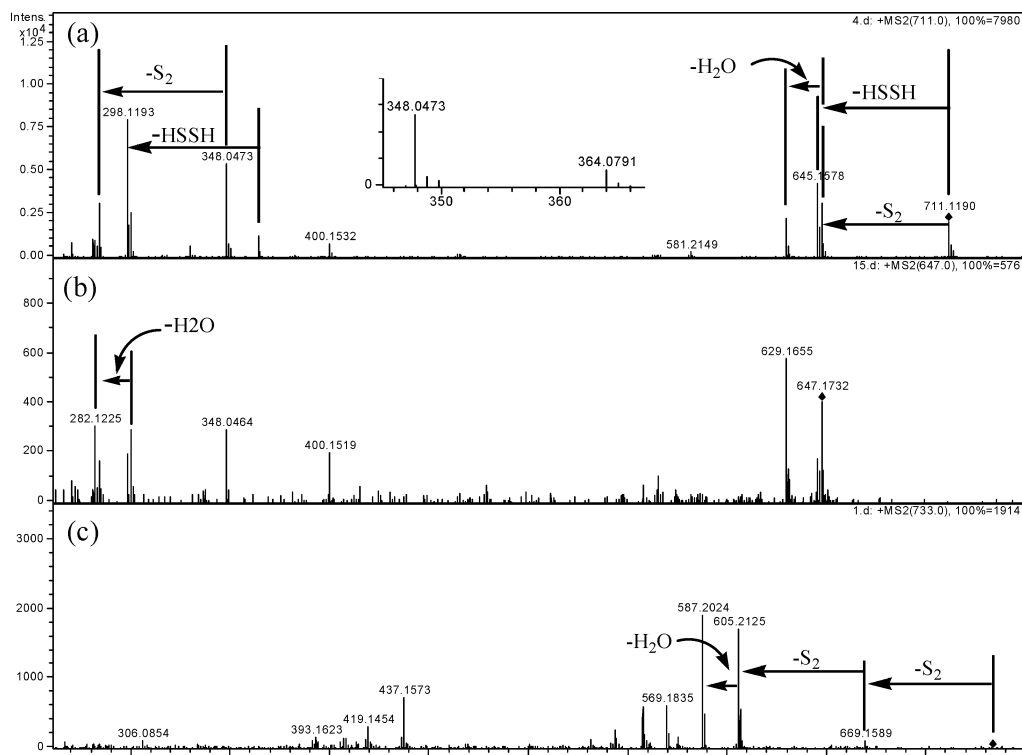 Intens.
x10⁴
(a)
4.d: +MS2(711.0), 100%=7980
1.25
1.00
0.75
0.50
0.25
0.00
-S₂
298.1193
-HSSH
348.0473
400.1532
348.0473
364.0791
0
350
360
-H₂O
-HSSH
645.1578
-S₂
711.1190
581.2149
(b)
15.d: +MS2(647.0), 100%=576
800
600
400
200
0
-H2O
282.1225
348.0464
400.1519
629.1655
647.1732
(c)
1.d: +MS2(733.0), 100%=1914
3000
2000
1000
0
306.0854
393.1623
419.1454
437.1573
569.1835
587.2024
605.2125
-H₂O
-S₂
-S₂
669.1589